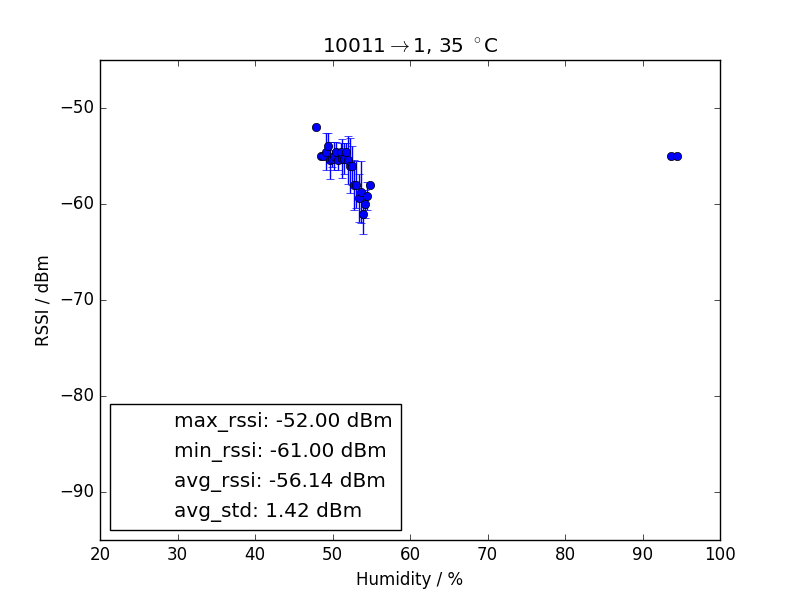 10011→1, 35 °C
−50
−60
−70
−80
−90
RSSI / dBm
max_rssi: -52.00 dBm
min_rssi: -61.00 dBm
avg_rssi: -56.14 dBm
avg_std: 1.42 dBm
20 30 40 50 60 70 80 90 100
Humidity / %